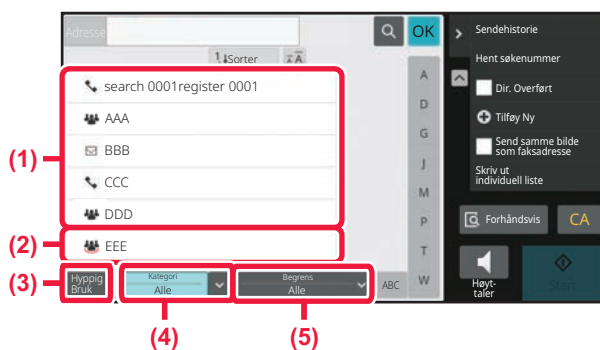 Adresse
OK
Sendehistorie
1 Sorter
A
Hent søkenummer
search 0001register 0001
A
Dir. Overført
AAA
D
Tilføy Ny
BBB
G
Send samme bilde
som faksadresse
(1)
CCC
J
Skriv ut
individuell liste
DDD
M
P
Forhåndsvis
CA
(2)
EEE
T
(3)
Hyppig
Bruk
Kategori
Alle
Begrens
Alle
ABC
W
Høyt-
taler
Start
(4)
(5)